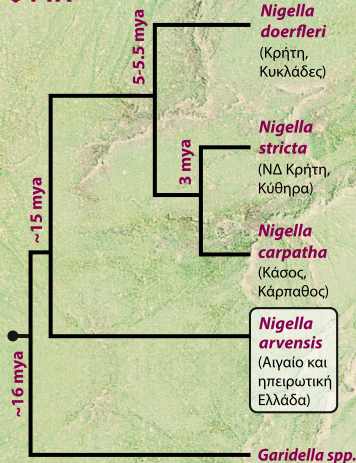 Nigella
doerfleri
(Κρήτη,
Κυκλάδες)
5-5.5 mya
Nigella
stricta
(ΝΔ Κρήτη,
Κύθηρα)
3 mya
Nigella
carpatha
(Κάσος,
Κάρπαθος)
~15 mya
Nigella
arvensis
(Αιγαίο και
ηπειρωτική
Ελλάδα)
~16 mya
Garidella spp.